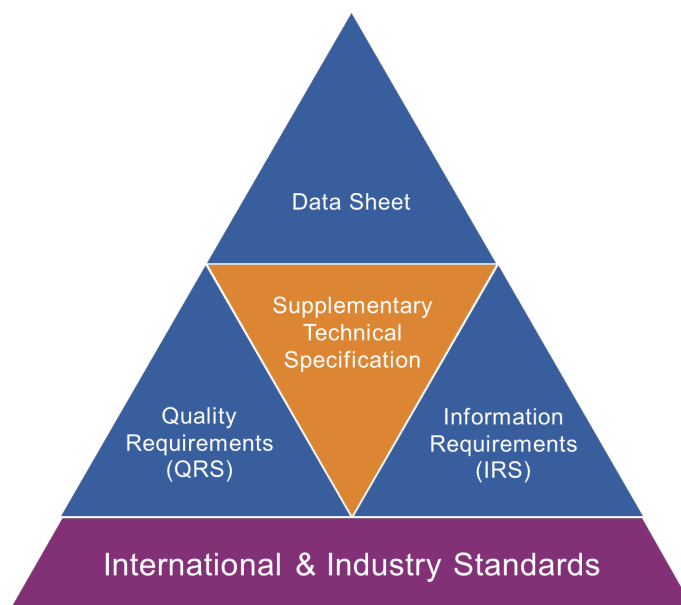 Data Sheet
Supplementary
Technical
Specification
Quality
Requirements
(QRS)
Information
Requirements
(IRS)
International & Industry Standards